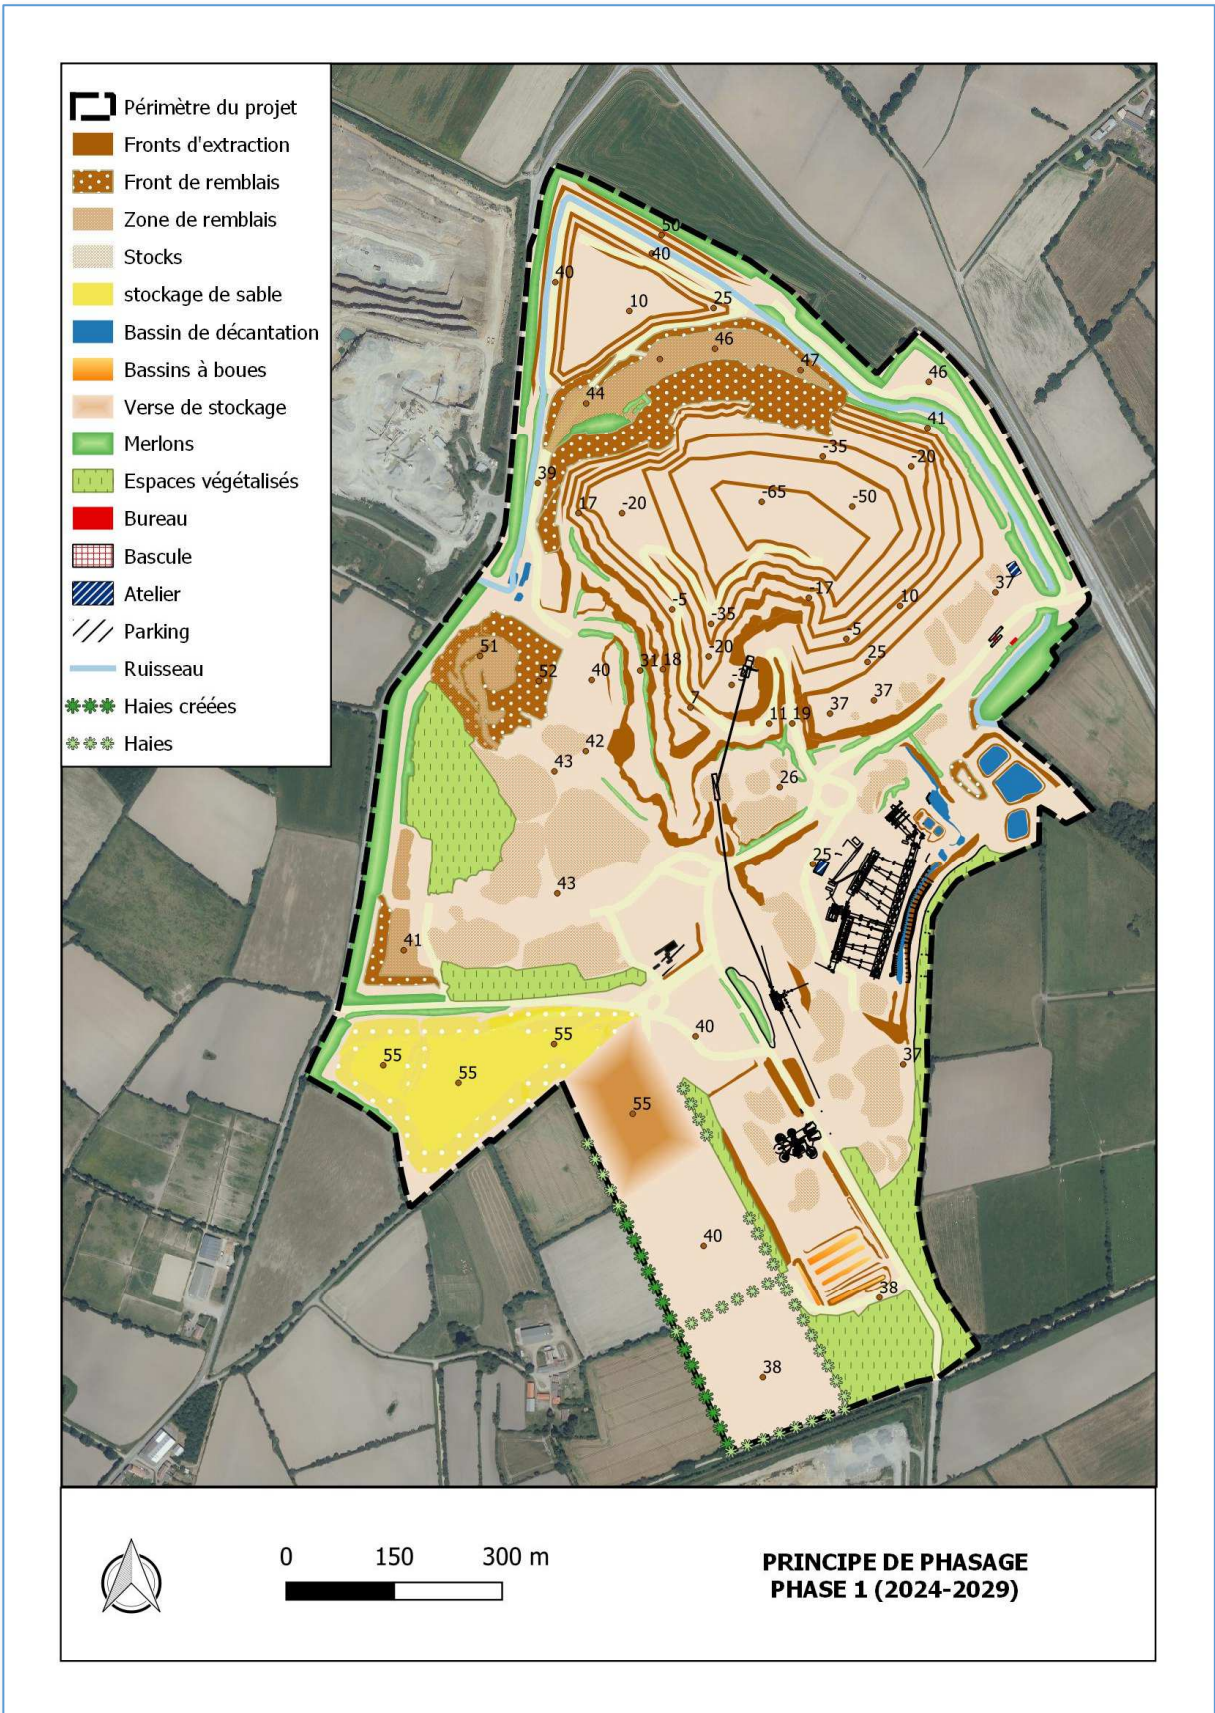 Périmètre du projet
Fronts d'extraction
Front de remblais
Zone de remblais
Stocks
stockage de sable
Bassin de décantation
Bassins à boues
Verse de stockage
Merlons
Espaces végétalisés
Bureau
Bascule
Atelier
Parking
Ruisseau
Haies créées
Haies
50
40
40
10
25
46
47
46
44
41
-35
-20
39
-65
-50
17
-20
37
-17
10
-5
-35
-5
25
51
-20
31
18
40
52
-3
37
37
7
11
19
42
43
26
25
43
41
40
55
55
55
37
55
40
38
38
0 150 300 m
PRINCIPE DE PHASAGE
PHASE 1 (2024-2029)